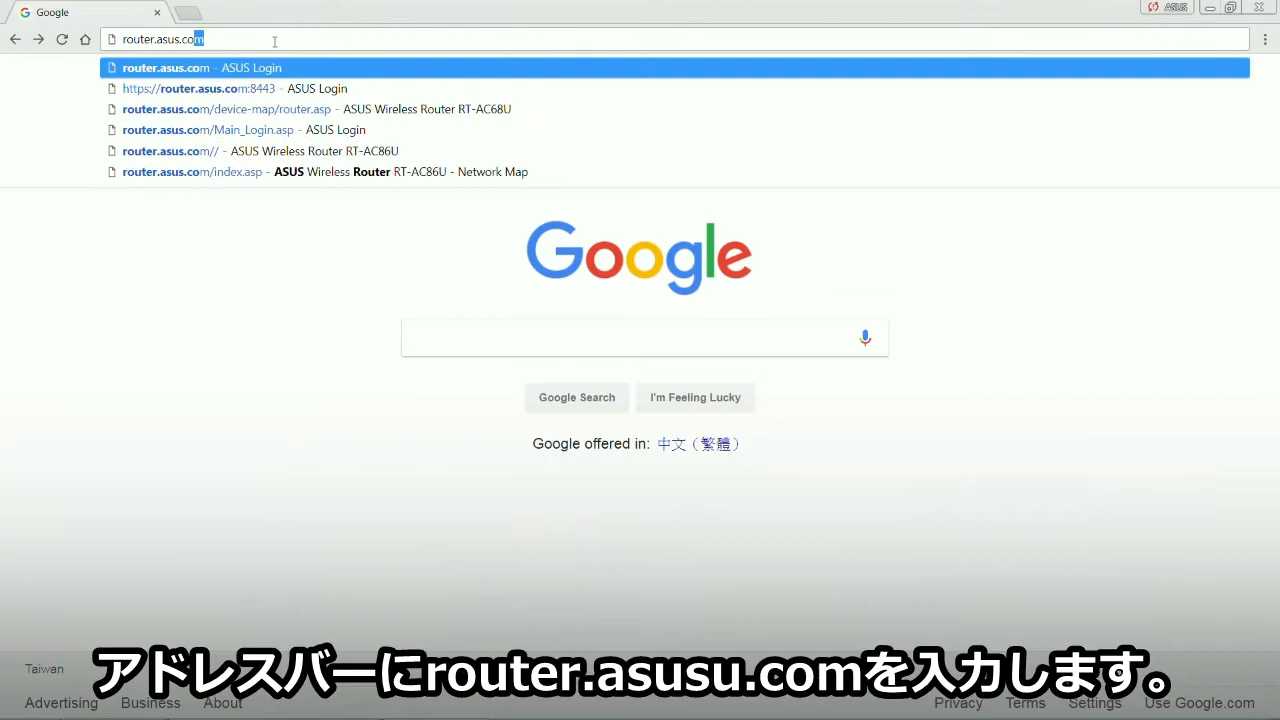 Google
ASUS
router.asus.com
router.asus.com - ASUS Login
https://router.asus.com:8443 - ASUS Login
router.asus.com/device-map/router.asp - ASUS Wireless Router RT-AC68U
router.asus.com/Main_Login.asp - ASUS Login
router.asus.com// - ASUS Wireless Router RT-AC86U
router.asus.com/index.asp - ASUS Wireless Router RT-AC86U - Network Map
Google
Google Search I'm Feeling Lucky
Google offered in: 中文（繁體）
Taiwan
アドレスバーにrouter.asusu.comを入力します。
Advertising Business About Privacy Terms Settings Use Google.com